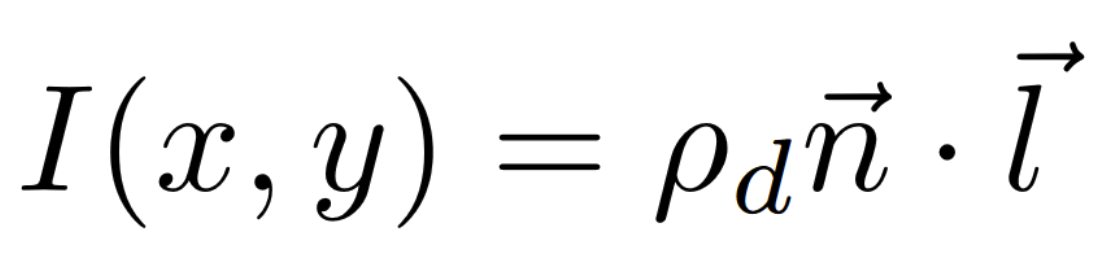 I(x, y) = ρ_d n⃗ · l⃗